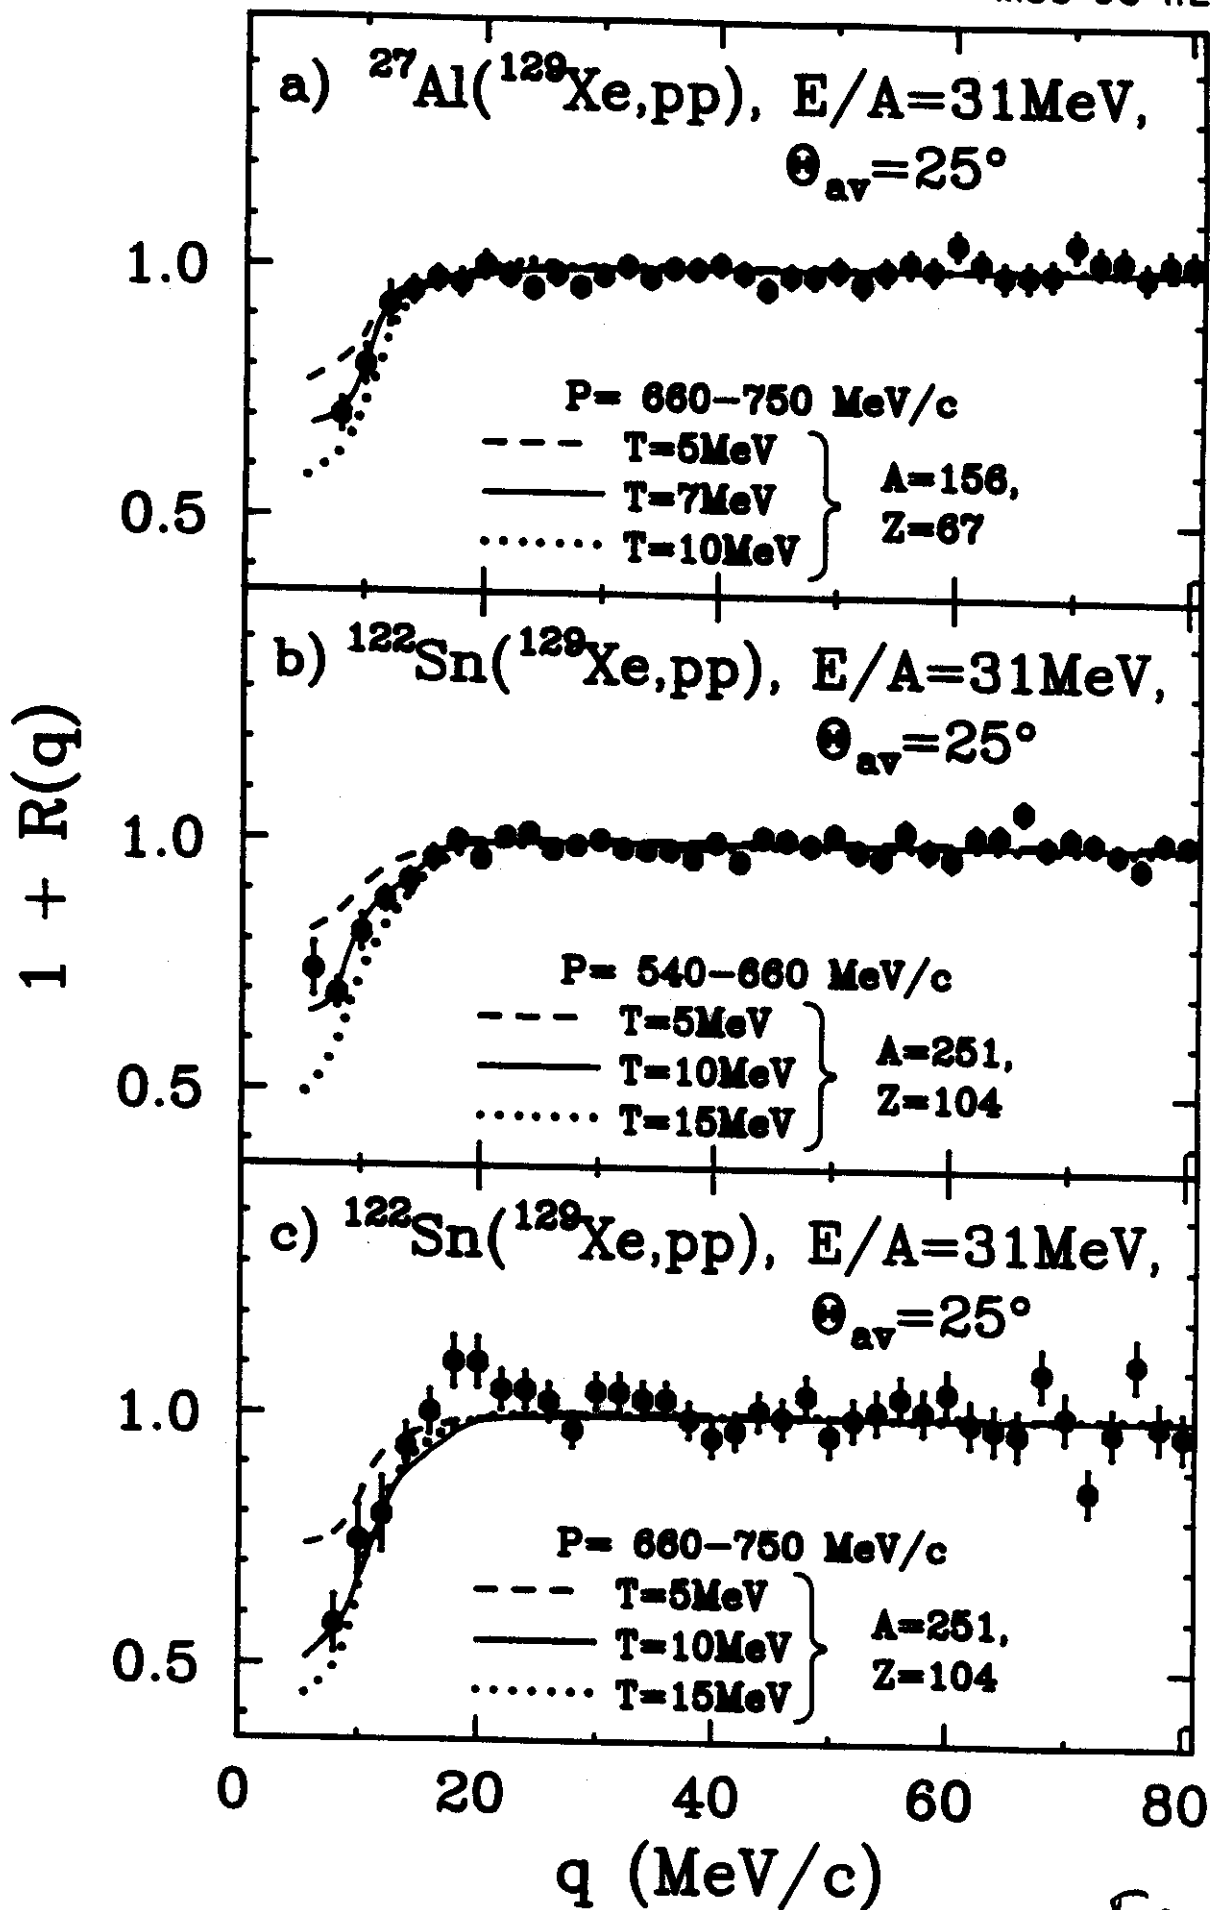 a) ²⁷Al(¹²⁹Xe,pp), E/A=31MeV,
Θav=25°
1.0
P= 660−750 MeV/c
T=5MeV
T=7MeV
T=10MeV
A=156,
Z=67
0.5
b) ¹²²Sn(¹²⁹Xe,pp), E/A=31MeV,
Θav=25°
1.0
P= 540−660 MeV/c
T=5MeV
T=10MeV
T=15MeV
A=251,
Z=104
0.5
1 + R(q)
c) ¹²²Sn(¹²⁹Xe,pp), E/A=31MeV,
Θav=25°
1.0
P= 660−750 MeV/c
T=5MeV
T=10MeV
T=15MeV
A=251,
Z=104
0.5
0 20 40 60 80
q (MeV/c)